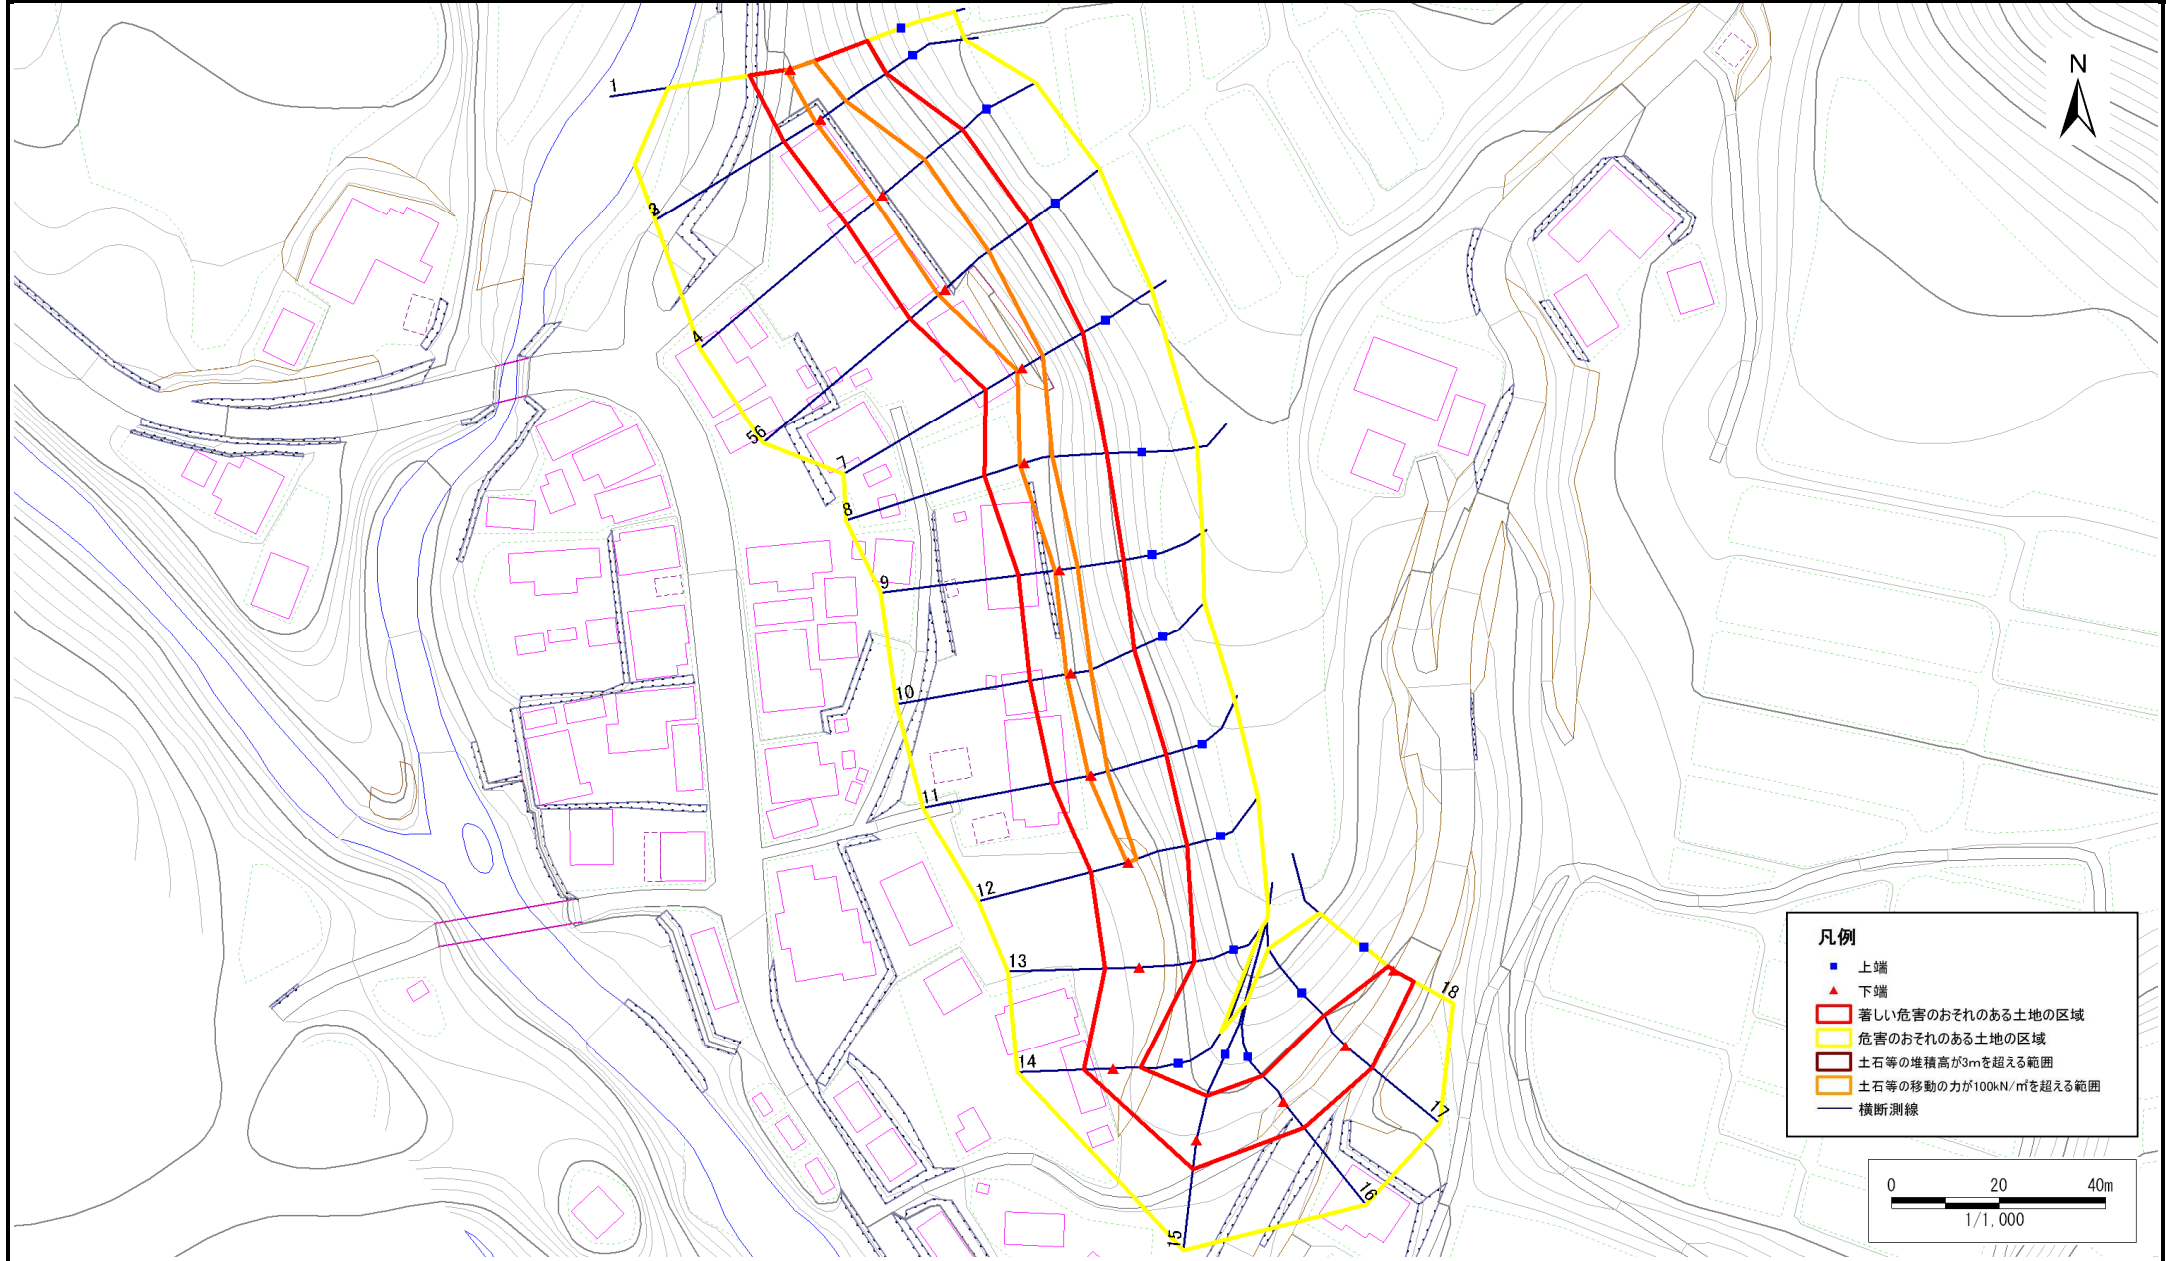 N
1
3
4
56
7
8
9
10
11
12
13
14
15
16
17
18
凡例
上端
下端
著しい危害のおそれのある土地の区域
危害のおそれのある土地の区域
土石等の堆積高が3mを超える範囲
土石等の移動の力が100kN/㎡を超える範囲
横断測線
0 20 40m
1/1,000